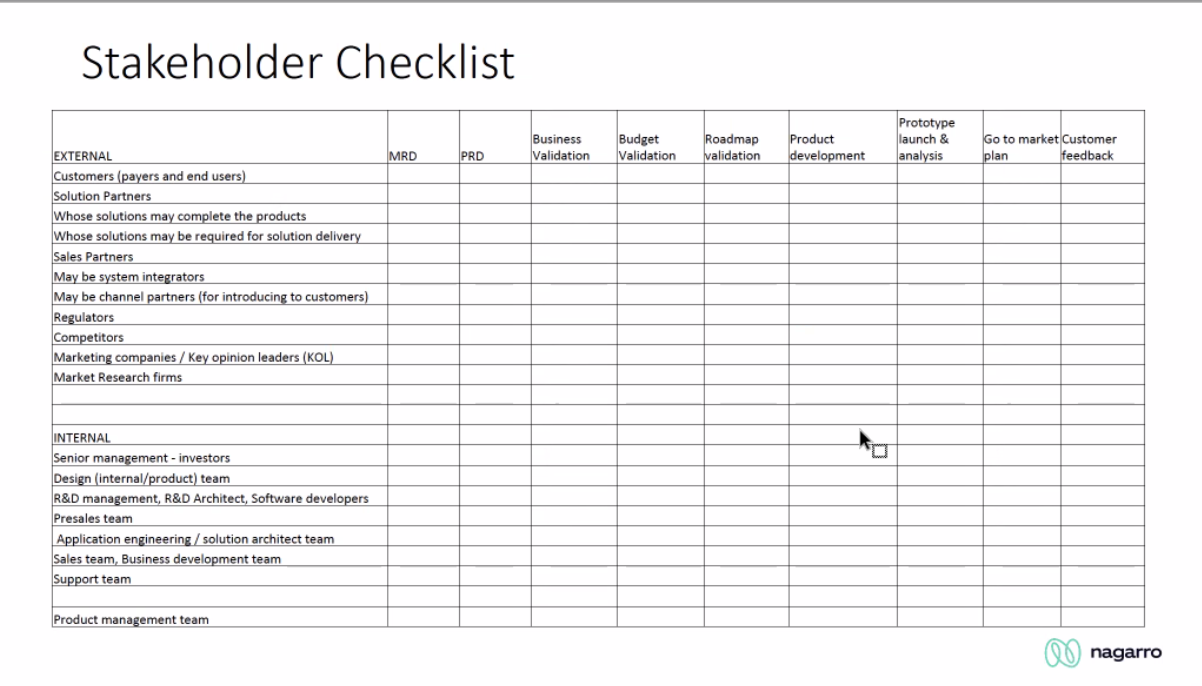 Stakeholder Checklist
EXTERNAL MRD PRD Business Validation Budget Validation Roadmap validation Product development Prototype launch & analysis Go to market plan Customer feedback
Customers (payers and end users)
Solution Partners
Whose solutions may complete the products
Whose solutions may be required for solution delivery
Sales Partners
May be system integrators
May be channel partners (for introducing to customers)
Regulators
Competitors
Marketing companies / Key opinion leaders (KOL)
Market Research firms
INTERNAL
Senior management - investors
Design (internal/product) team
R&D management, R&D Architect, Software developers
Presales team
Application engineering / solution architect team
Sales team, Business development team
Support team
Product management team
nagarro